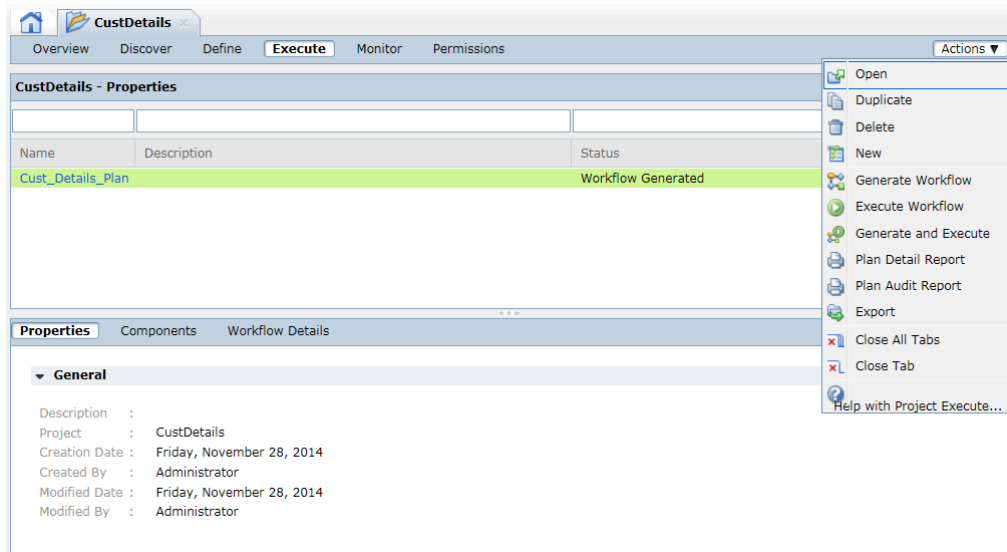 CustDetails
Overview Discover Define Execute Monitor Permissions Actions ▼
CustDetails - Properties
Name Description Status
Cust_Details_Plan Workflow Generated
Open
Duplicate
Delete
New
Generate Workflow
Execute Workflow
Generate and Execute
Plan Detail Report
Plan Audit Report
Export
Close All Tabs
Close Tab
Help with Project Execute...
Properties Components Workflow Details
General
Description :
Project : CustDetails
Creation Date : Friday, November 28, 2014
Created By : Administrator
Modified Date : Friday, November 28, 2014
Modified By : Administrator